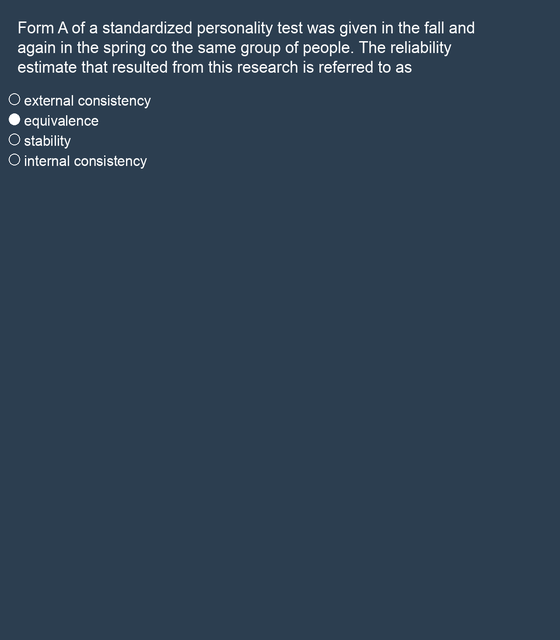 Form A of a standardized personality test was given in the fall and
again in the spring co the same group of people. The reliability
estimate that resulted from this research is referred to as
external consistency
equivalence
stability
internal consistency